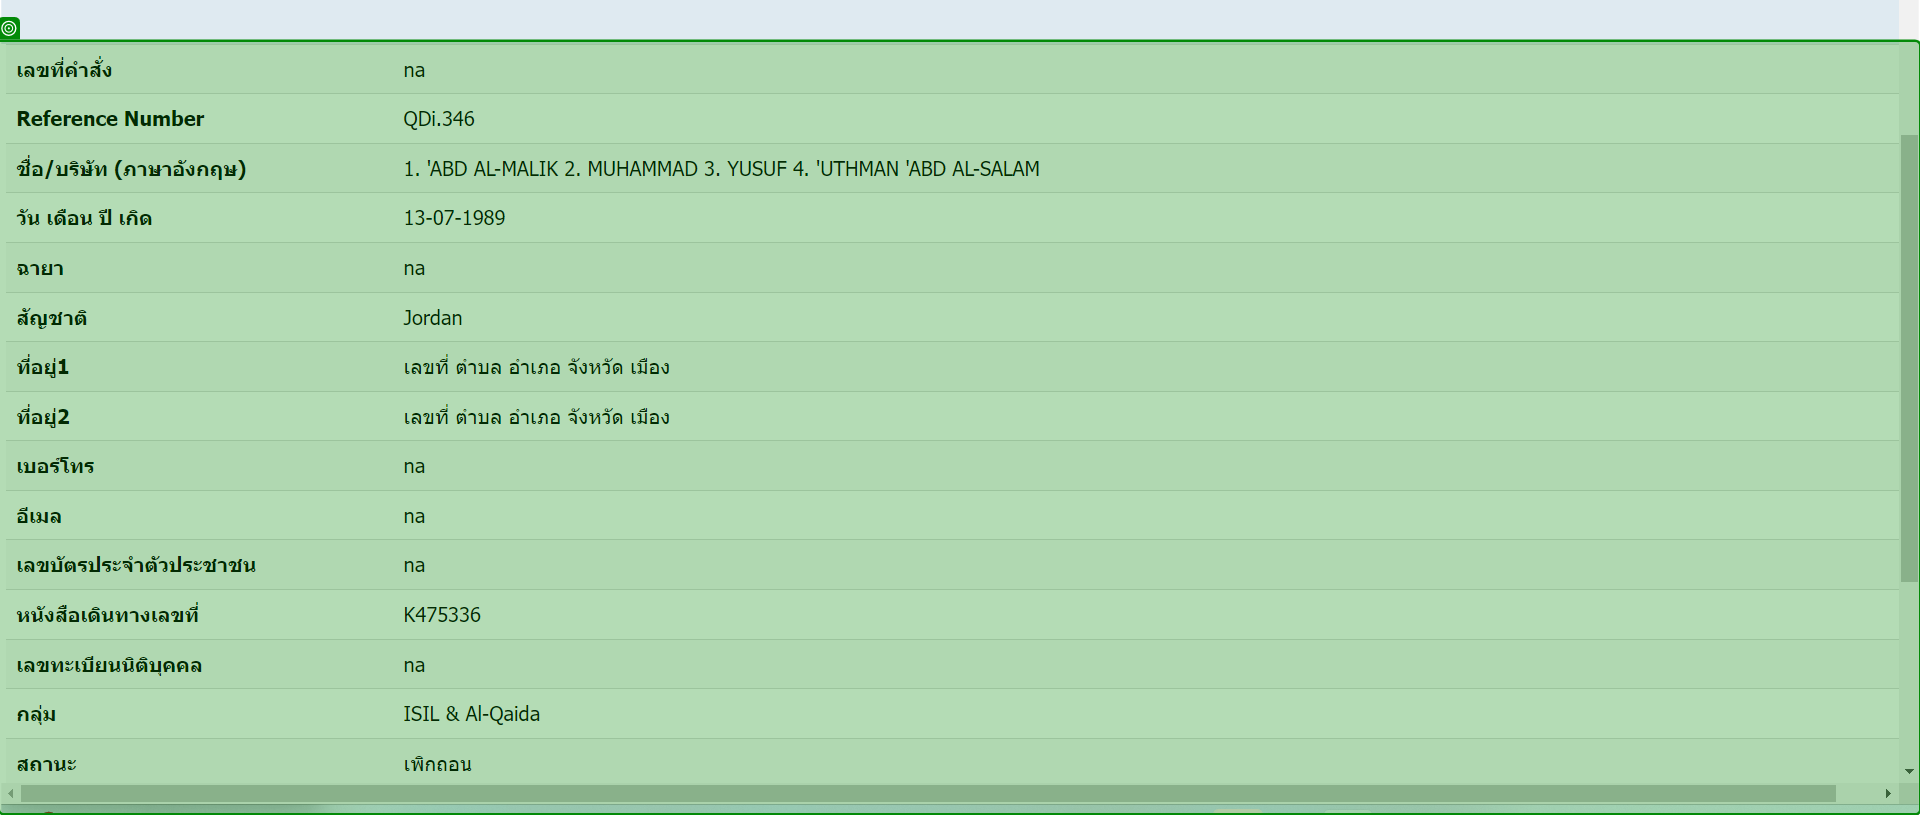 เลขที่คำสั่ง na
Reference Number QDi.346
ชื่อ/บริษัท (ภาษาอังกฤษ) 1. 'ABD AL-MALIK 2. MUHAMMAD 3. YUSUF 4. 'UTHMAN 'ABD AL-SALAM
วัน เดือน ปี เกิด 13-07-1989
ฉายา na
สัญชาติ Jordan
ที่อยู่1 เลขที่ ตำบล อำเภอ จังหวัด เมือง
ที่อยู่2 เลขที่ ตำบล อำเภอ จังหวัด เมือง
เบอร์โทร na
อีเมล na
เลขบัตรประจำตัวประชาชน na
หนังสือเดินทางเลขที่ K475336
เลขทะเบียนนิติบุคคล na
กลุ่ม ISIL & Al-Qaida
สถานะ เพิกถอน